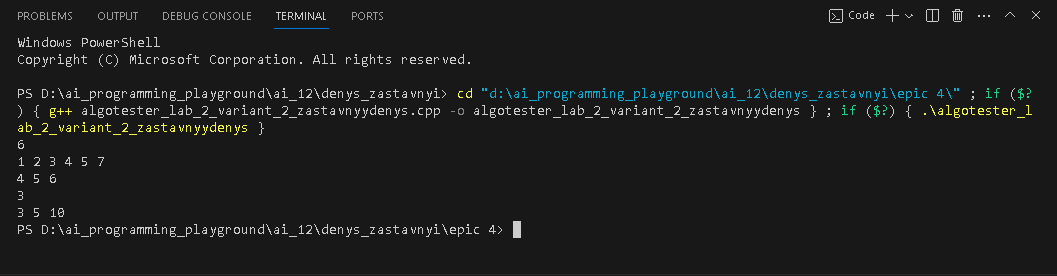 PROBLEMS OUTPUT DEBUG CONSOLE TERMINAL PORTS Code
Windows PowerShell
Copyright (C) Microsoft Corporation. All rights reserved.
PS D:\ai_programming_playground\ai_12\denys_zastavnyi> cd "d:\ai_programming_playground\ai_12\denys_zastavnyi\epic 4\" ; if ($?
) { g++ algotester_lab_2_variant_2_zastavnyydenys.cpp -o algotester_lab_2_variant_2_zastavnyydenys } ; if ($?) { .\algotester_l
ab_2_variant_2_zastavnyydenys }
6
1 2 3 4 5 7
4 5 6
3
3 5 10
PS D:\ai_programming_playground\ai_12\denys_zastavnyi\epic 4>